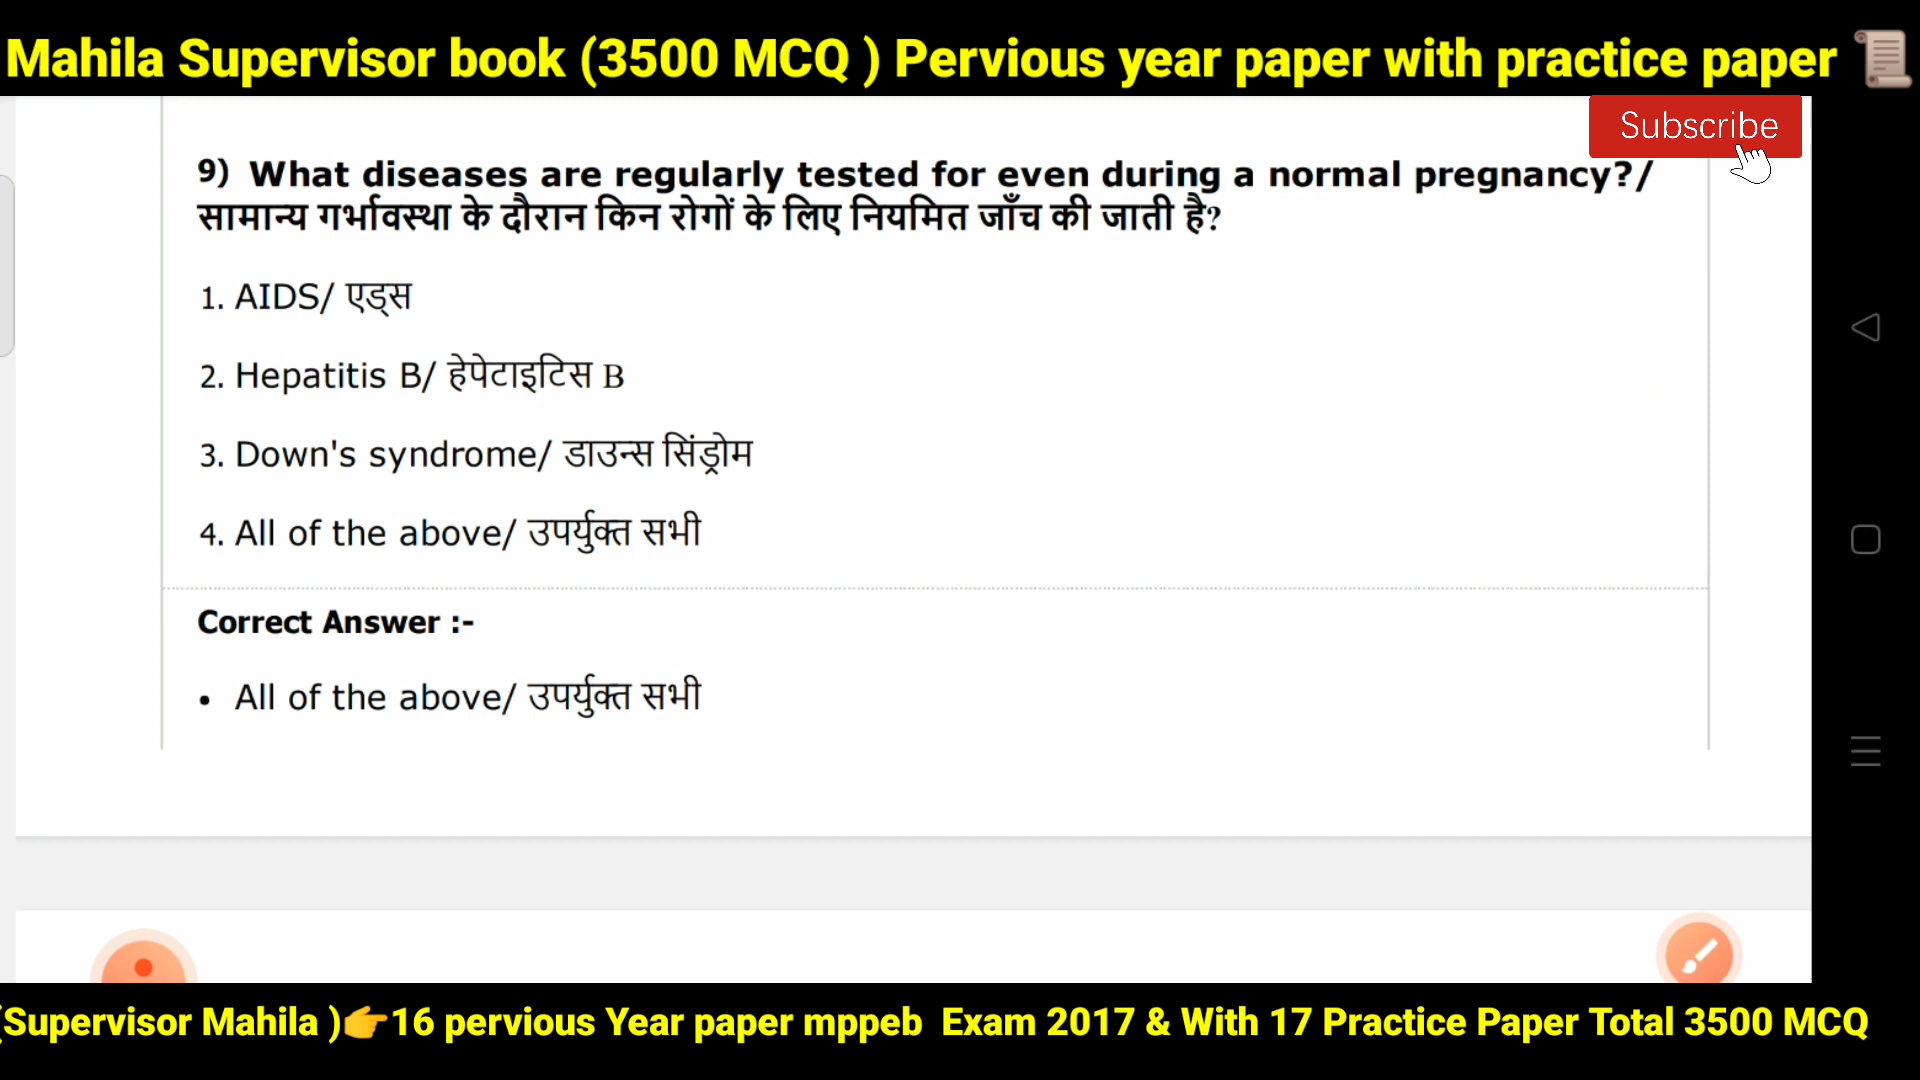 Mahila Supervisor book (3500 MCQ ) Pervious year paper with practice paper
Subscribe
9) What diseases are regularly tested for even during a normal pregnancy?/
सामान्य गर्भावस्था के दौरान किन रोगों के लिए नियमित जाँच की जाती है?
1. AIDS/ एड्स
2. Hepatitis B/ हेपेटाइटिस B
3. Down's syndrome/ डाउन्स सिंड्रोम
4. All of the above/ उपर्युक्त सभी
Correct Answer :-
• All of the above/ उपर्युक्त सभी
(Supervisor Mahila )👉16 pervious Year paper mppeb Exam 2017 & With 17 Practice Paper Total 3500 MCQ